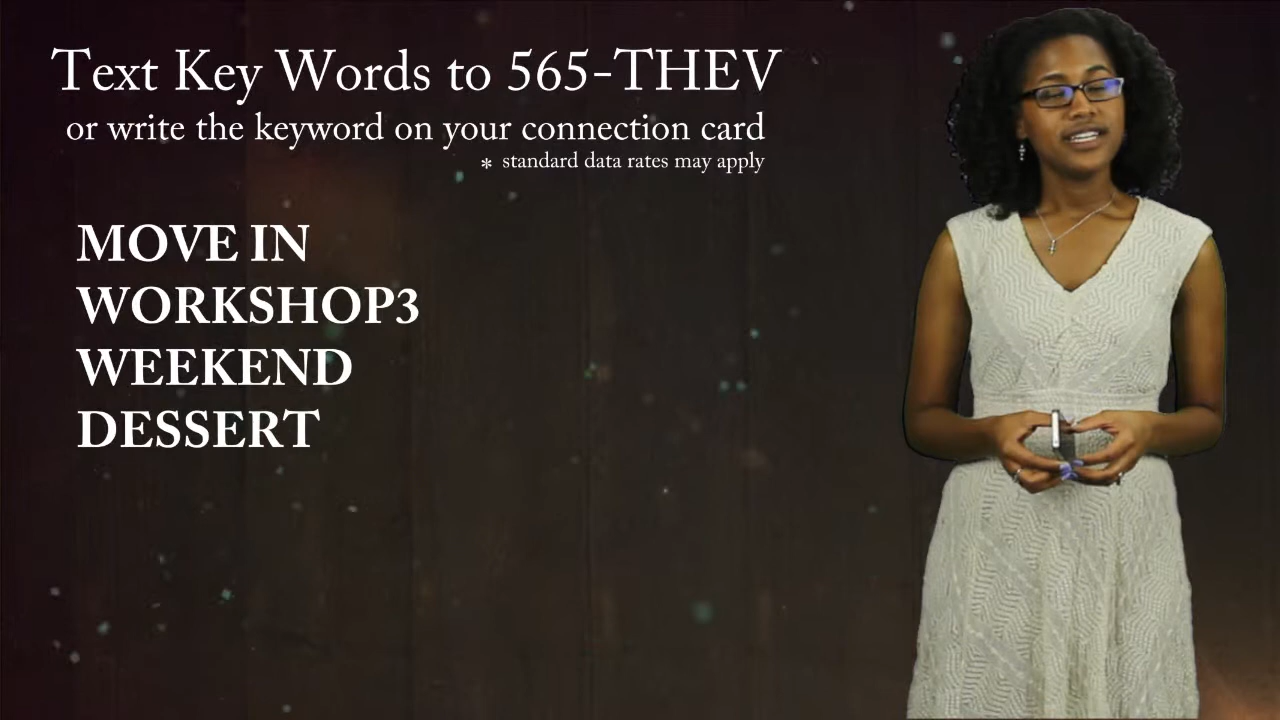 Text Key Words to 565-THEV
or write the keyword on your connection card
* standard data rates may apply
MOVE IN
WORKSHOP3
WEEKEND
DESSERT